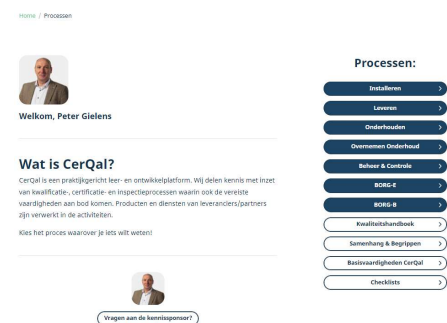 Home / Processen
Welkom, Peter Gielens
Wat is CerQal?
CerQal is een praktijkgericht leer- en ontwikkelplatform. Wij delen kennis met inzet
van kwalificatie-, certificatie- en inspectieprocessen waarin ook de vereiste
vaardigheden aan bod komen. Producten en diensten van leveranciers/partners
zijn verwerkt in de activiteiten.
Kies het proces waarover je iets wilt weten!
Vragen aan de kennissponsor?
Processen:
Installeren
Leveren
Onderhouden
Overnemen Onderhoud
Beheer & Controle
BORG-E
BORG-B
Kwaliteitshandboek
Samenhang & Begrippen
Basisvaardigheden CerQal
Checklists